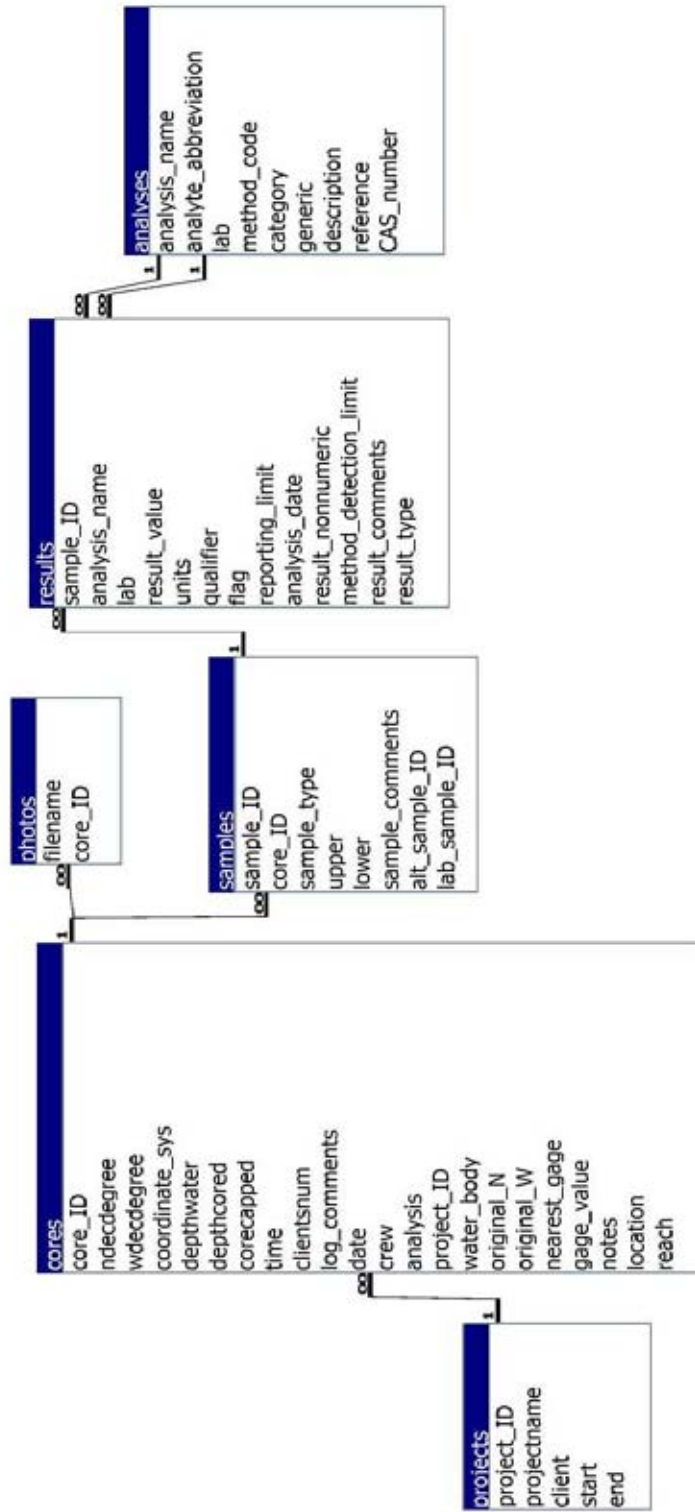 projects
project_ID
projectname
client
start
end
1
∞
cores
core_ID
ndecdegree
wdecdegree
coordinate_sys
depthwater
depthcored
corecapped
time
clientsnum
log_comments
date
crew
analysis
project_ID
water_body
original_N
original_W
nearest_gage
gage_value
notes
location
reach
1
∞
∞
photos
filename
core_ID
samples
sample_ID
core_ID
sample_type
upper
lower
sample_comments
alt_sample_ID
lab_sample_ID
1
∞
results
sample_ID
analysis_name
lab
result_value
units
qualifier
flag
reporting_limit
analysis_date
result_nonnumeric
method_detection_limit
result_comments
result_type
∞
∞
1
1
analyses
analysis_name
analyte_abbreviation
lab
method_code
category
generic
description
reference
CAS_number